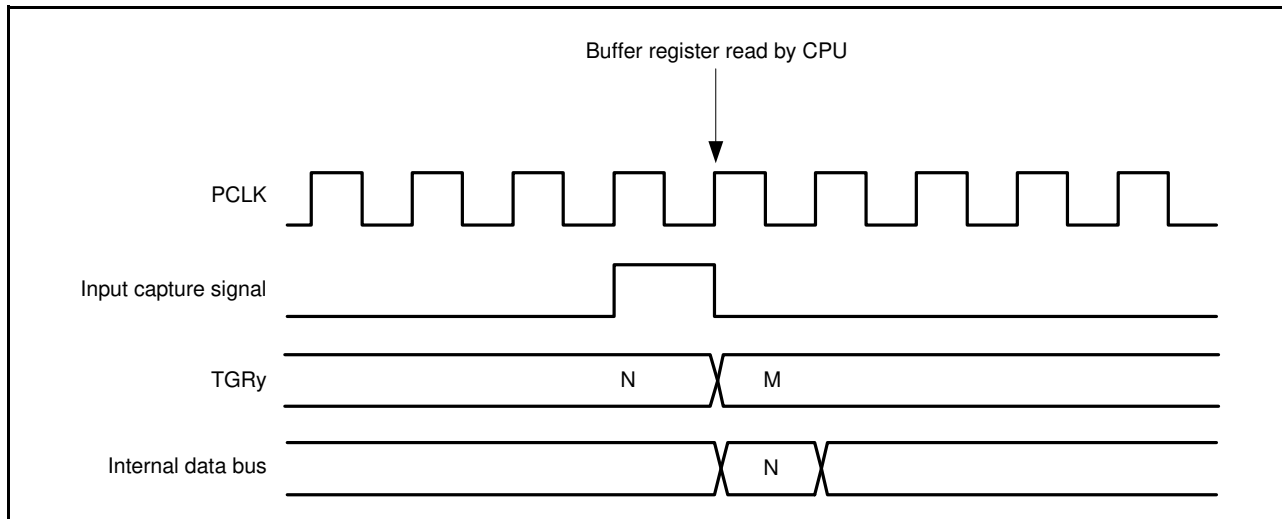 Buffer register read by CPU
PCLK
Input capture signal
TGRy
N
M
Internal data bus
N